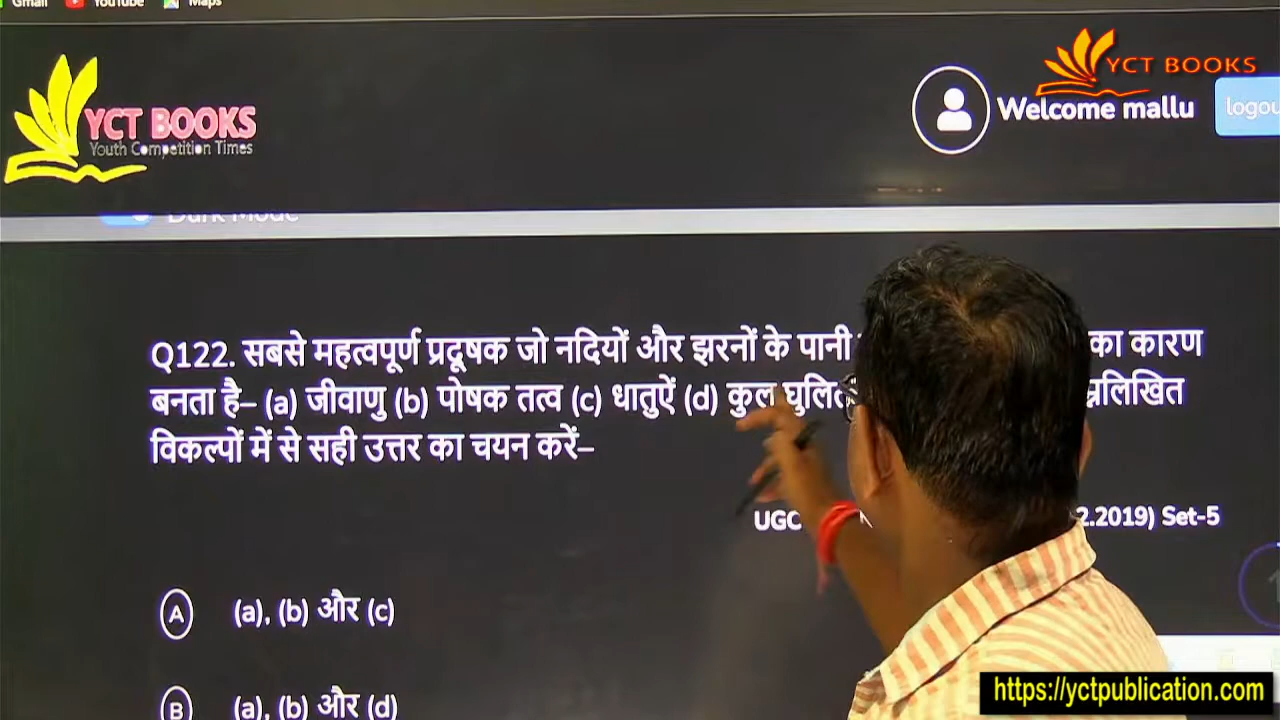 Gmail YouTube Maps
YCT BOOKS
YCT BOOKS
Youth Competition Times
Welcome mallu
Dark Mode
Q122. सबसे महत्वपूर्ण प्रदूषक जो नदियों और झरनों के पानी का कारण
बनता है– (a) जीवाणु (b) पोषक तत्व (c) धातुऐं (d) कुल
विकल्पों में से सही उत्तर का चयन करें–
2.2019) Set-5
A (a), (b) और (c)
B (a), (b) और (d)
https://yctpublication.com